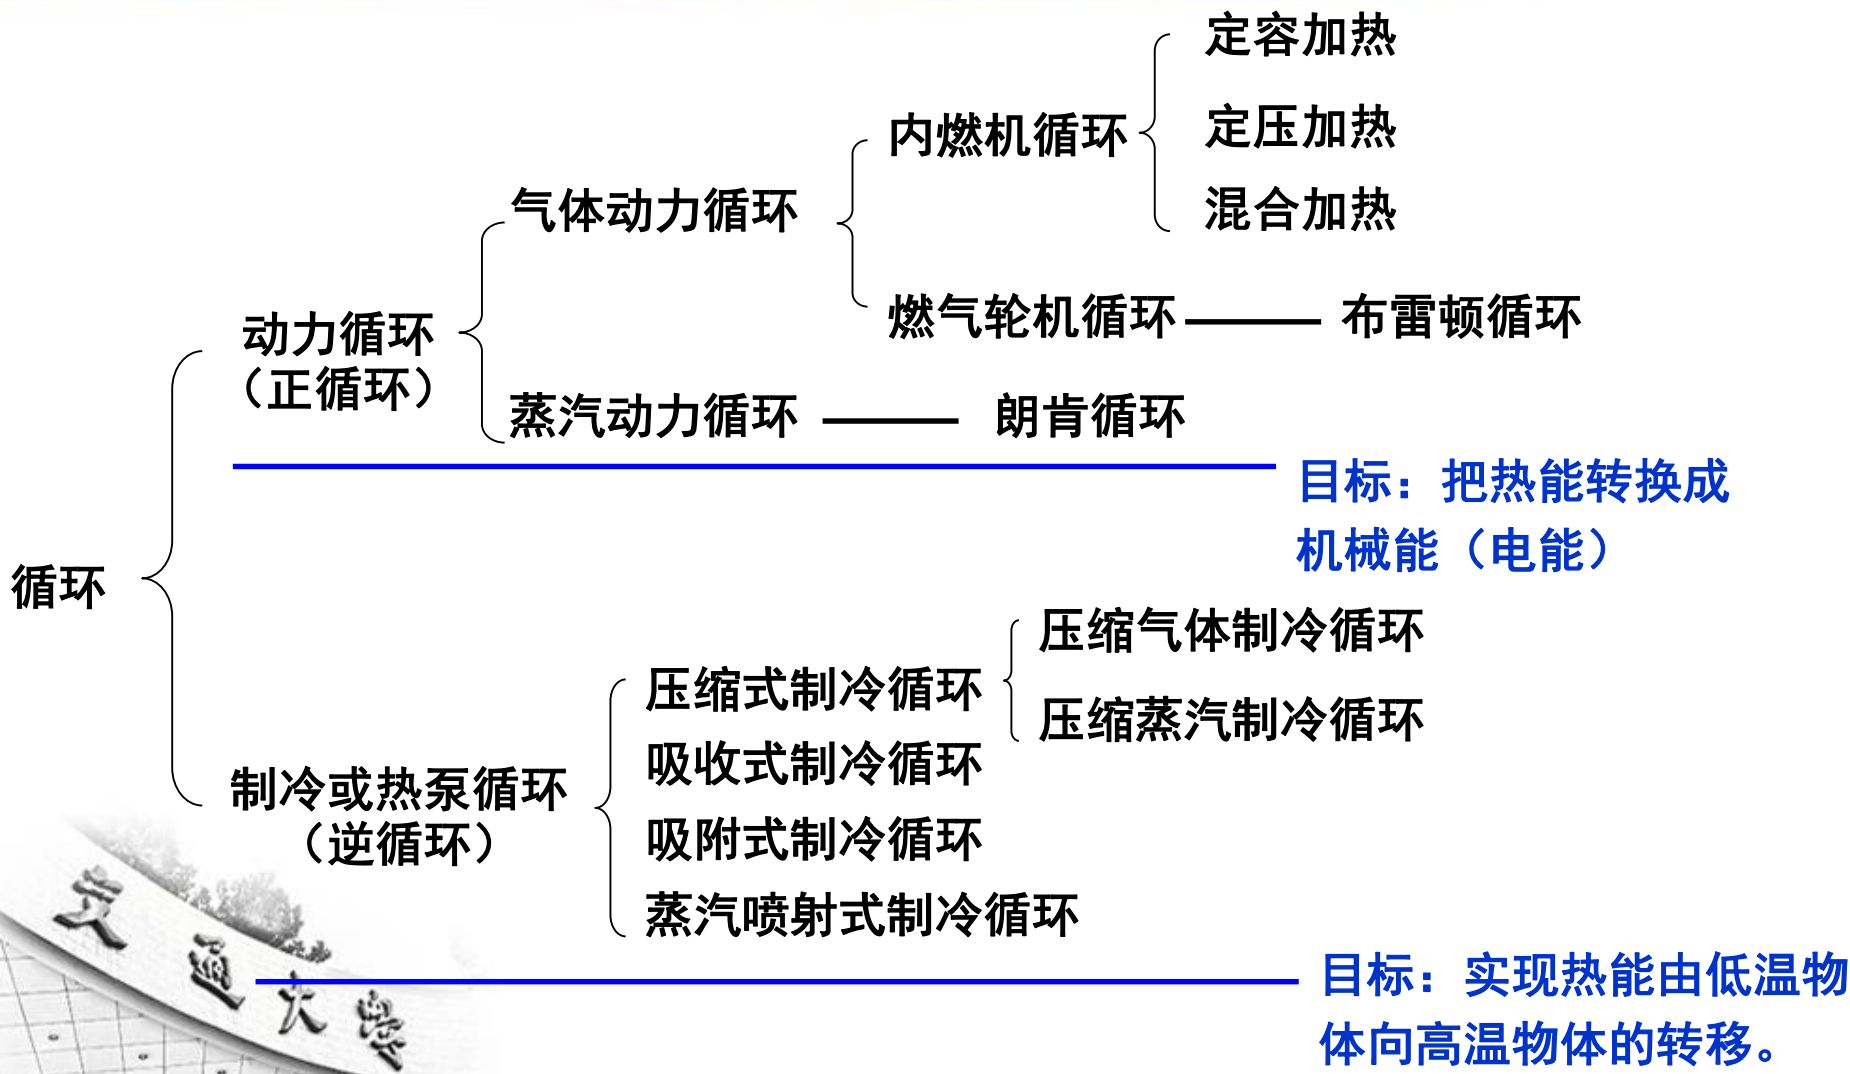 定容加热
内燃机循环
定压加热
气体动力循环
混合加热
燃气轮机循环
布雷顿循环
动力循环
（正循环）
蒸汽动力循环
朗肯循环
目标：把热能转换成
机械能（电能）
循环
压缩式制冷循环
压缩气体制冷循环
压缩蒸汽制冷循环
吸收式制冷循环
制冷或热泵循环
（逆循环）
吸附式制冷循环
蒸汽喷射式制冷循环
目标：实现热能由低温物
体向高温物体的转移。
交通大學